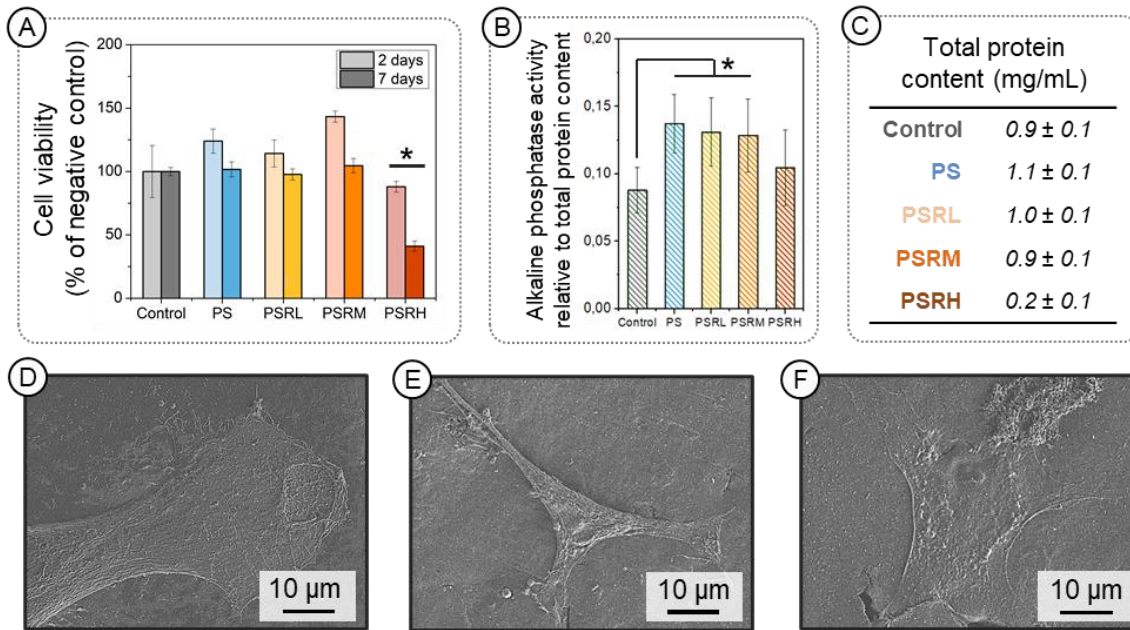 A
Cell viability
(% of negative control)
200
150
100
50
0
2 days
7 days
*
Control PS PSRL PSRM PSRH
B
Alkaline phosphatase activity
relative to total protein content
0,20
0,15
0,10
0,05
0,00
*
Control PS PSRL PSRM PSRH
C
Total protein
content (mg/mL)
Control 0.9 ± 0.1
PS 1.1 ± 0.1
PSRL 1.0 ± 0.1
PSRM 0.9 ± 0.1
PSRH 0.2 ± 0.1
D
10 µm
E
10 µm
F
10 µm